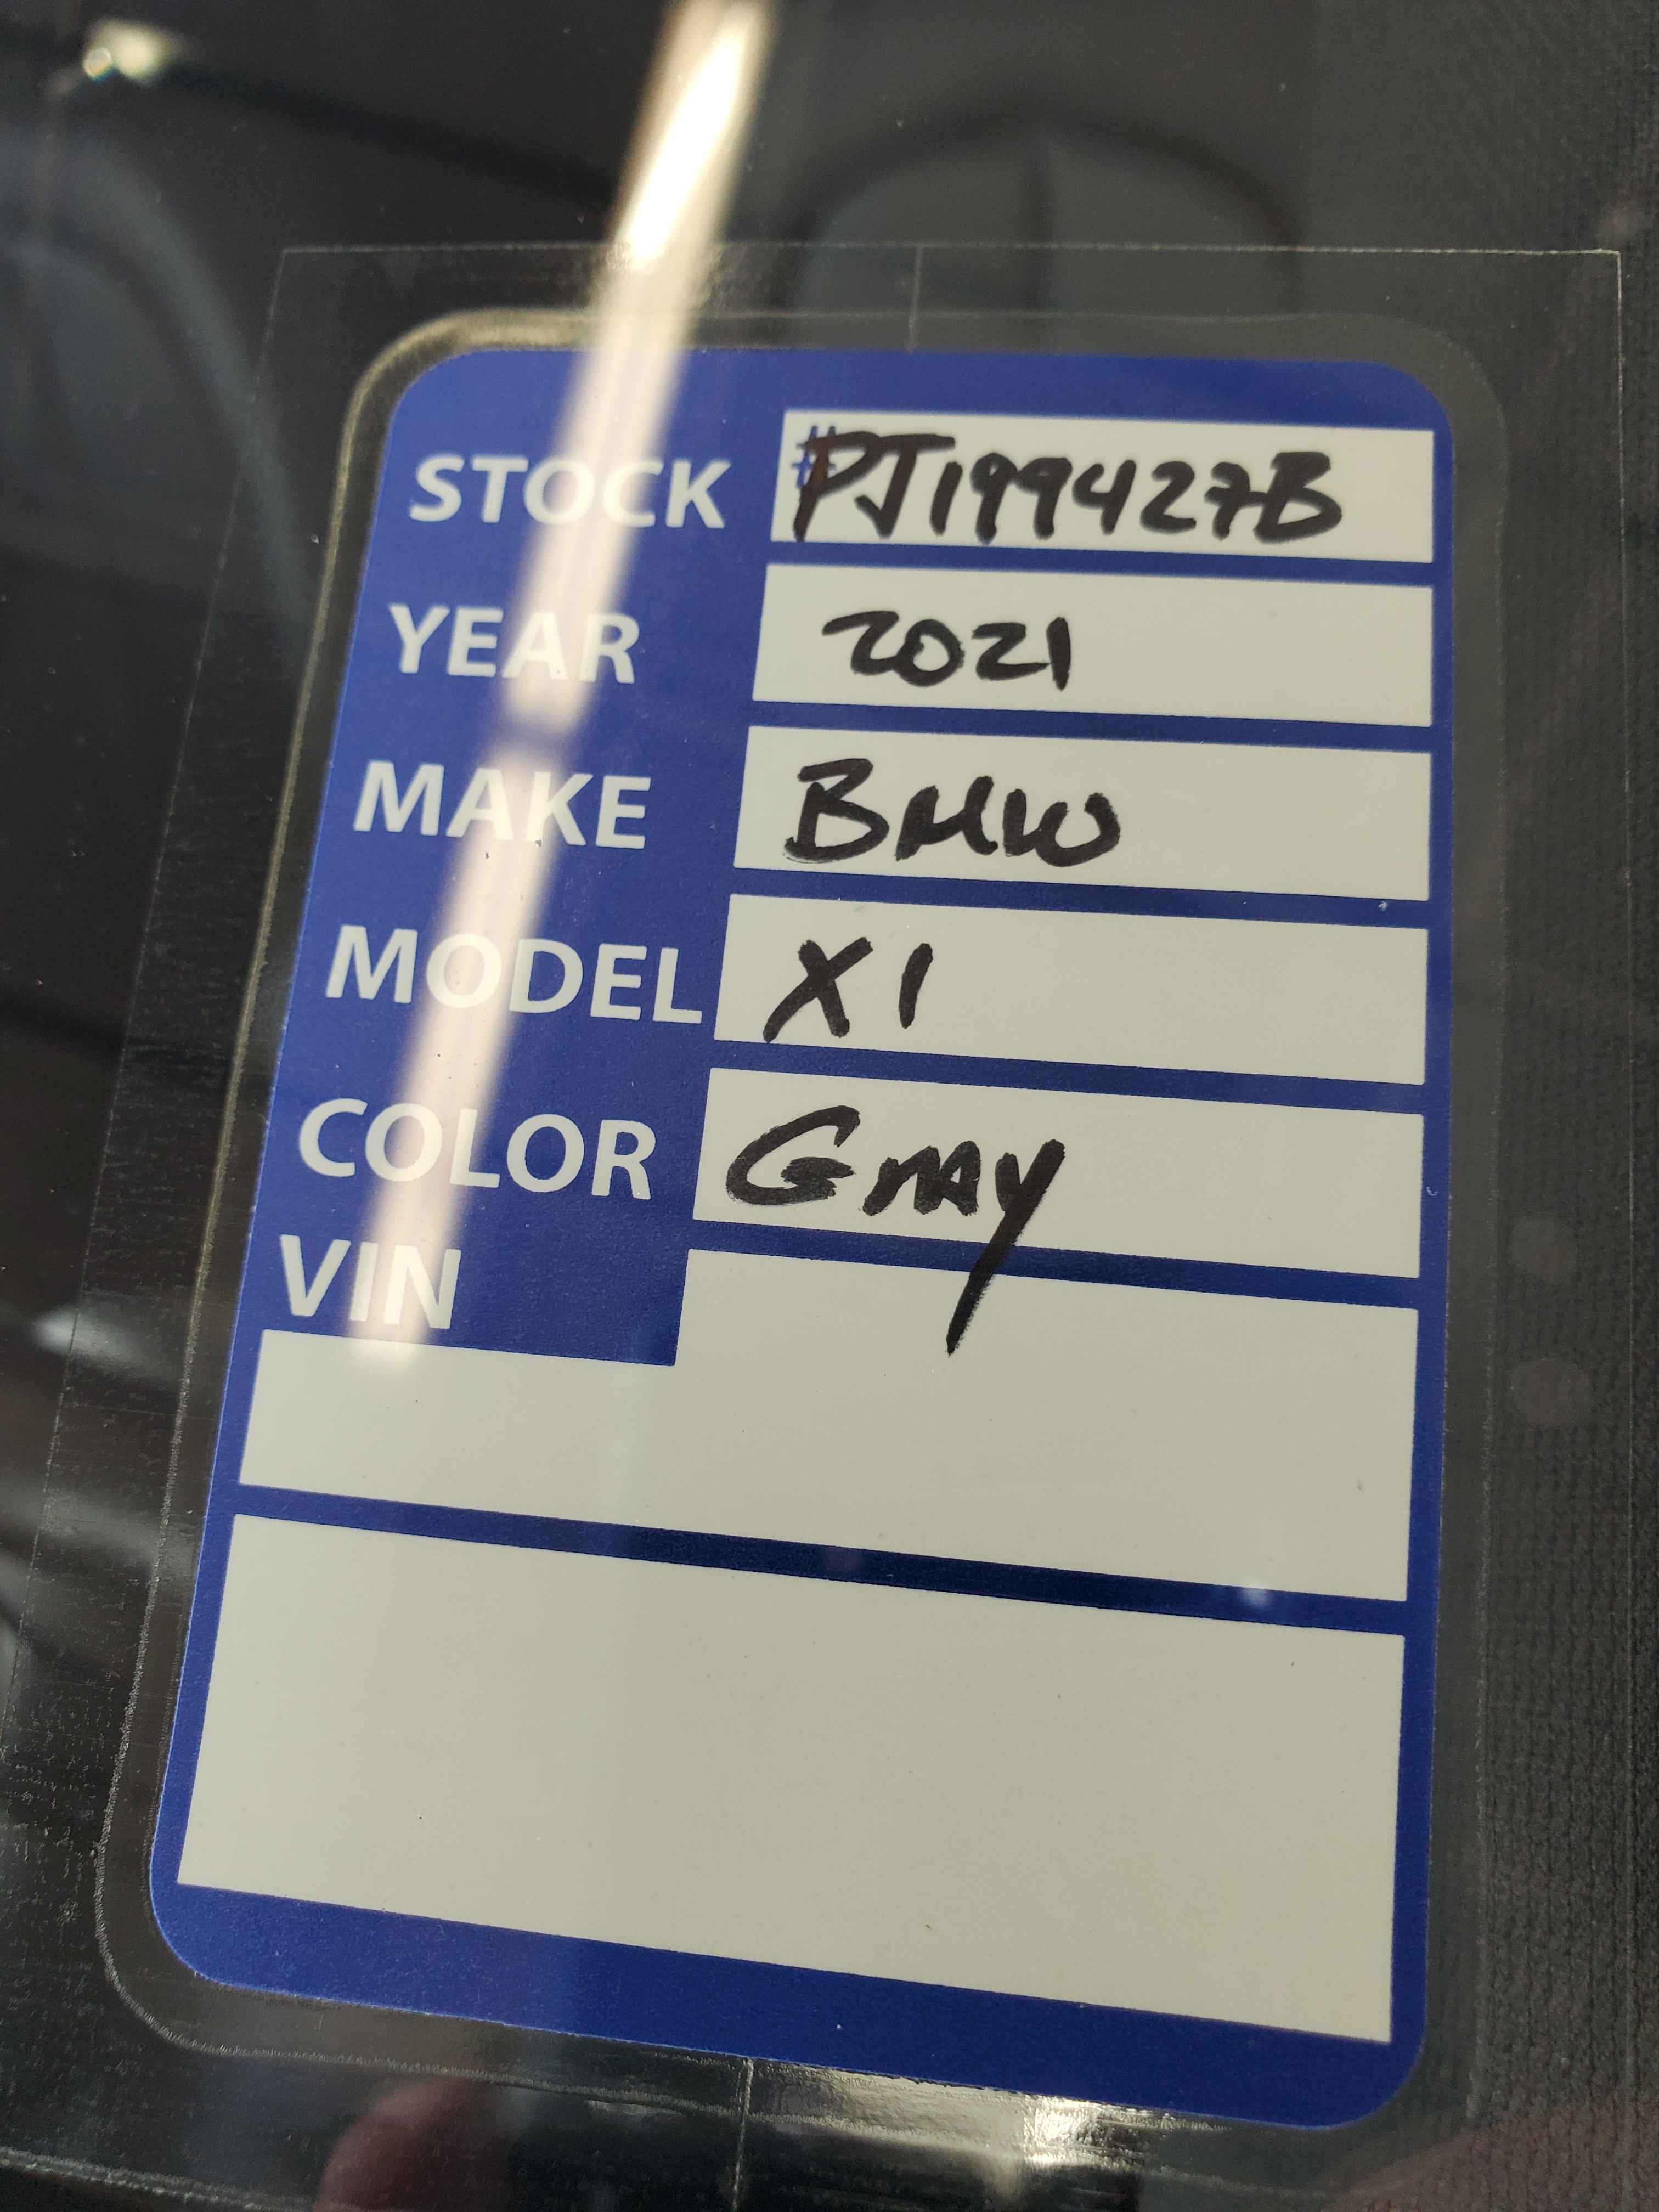 STOCK #PJ199427B
YEAR 2021
MAKE BMW
MODEL X1
COLOR Gray
VIN